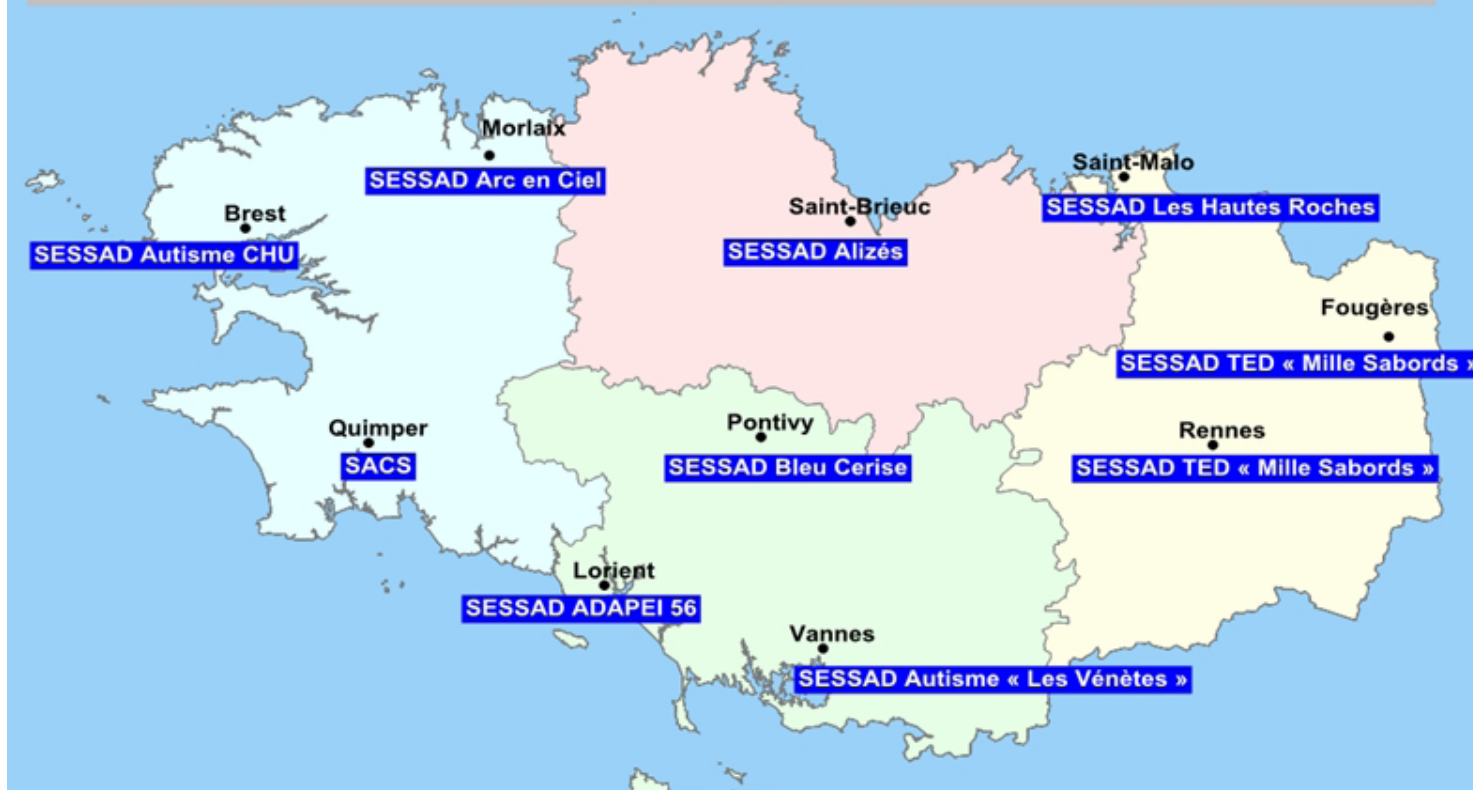 Morlaix
SESSAD Arc en Ciel
Saint-Malo
SESSAD Les Hautes Roches
Brest
SESSAD Autisme CHU
Saint-Brieuc
SESSAD Alizés
Fougères
SESSAD TED « Mille Sabords »
Quimper
SACS
Pontivy
SESSAD Bleu Cerise
Rennes
SESSAD TED « Mille Sabords »
Lorient
SESSAD ADAPEI 56
Vannes
SESSAD Autisme « Les Vénètes »